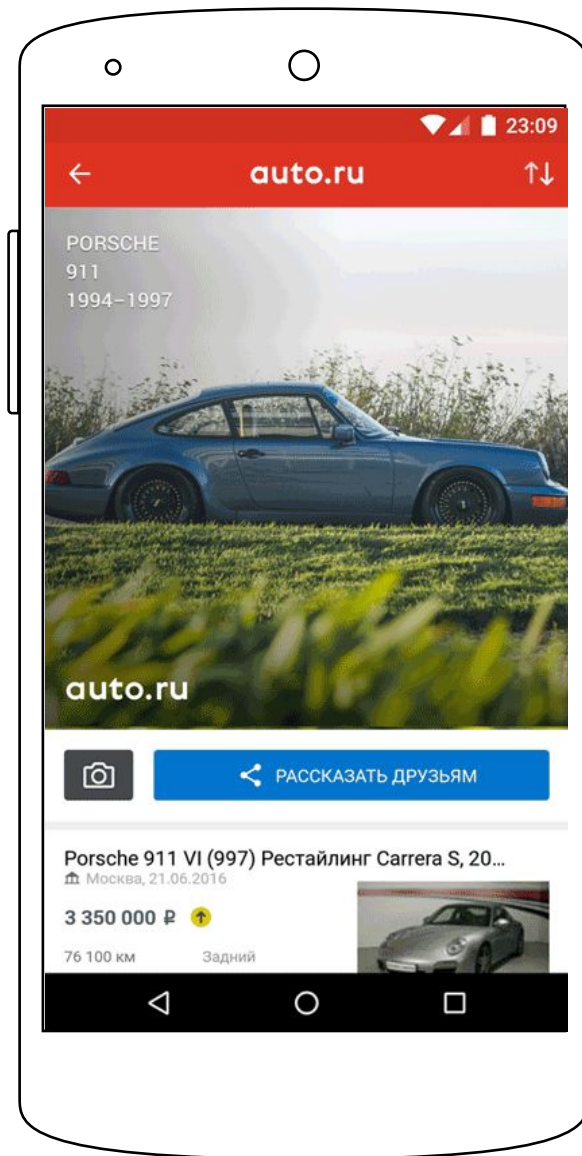 23:09
auto.ru
PORSCHE
911
1994–1997
auto.ru
РАССКАЗАТЬ ДРУЗЬЯМ
Porsche 911 VI (997) Рестайлинг Carrera S, 20...
Москва, 21.06.2016
3 350 000 ₽
76 100 км Задний